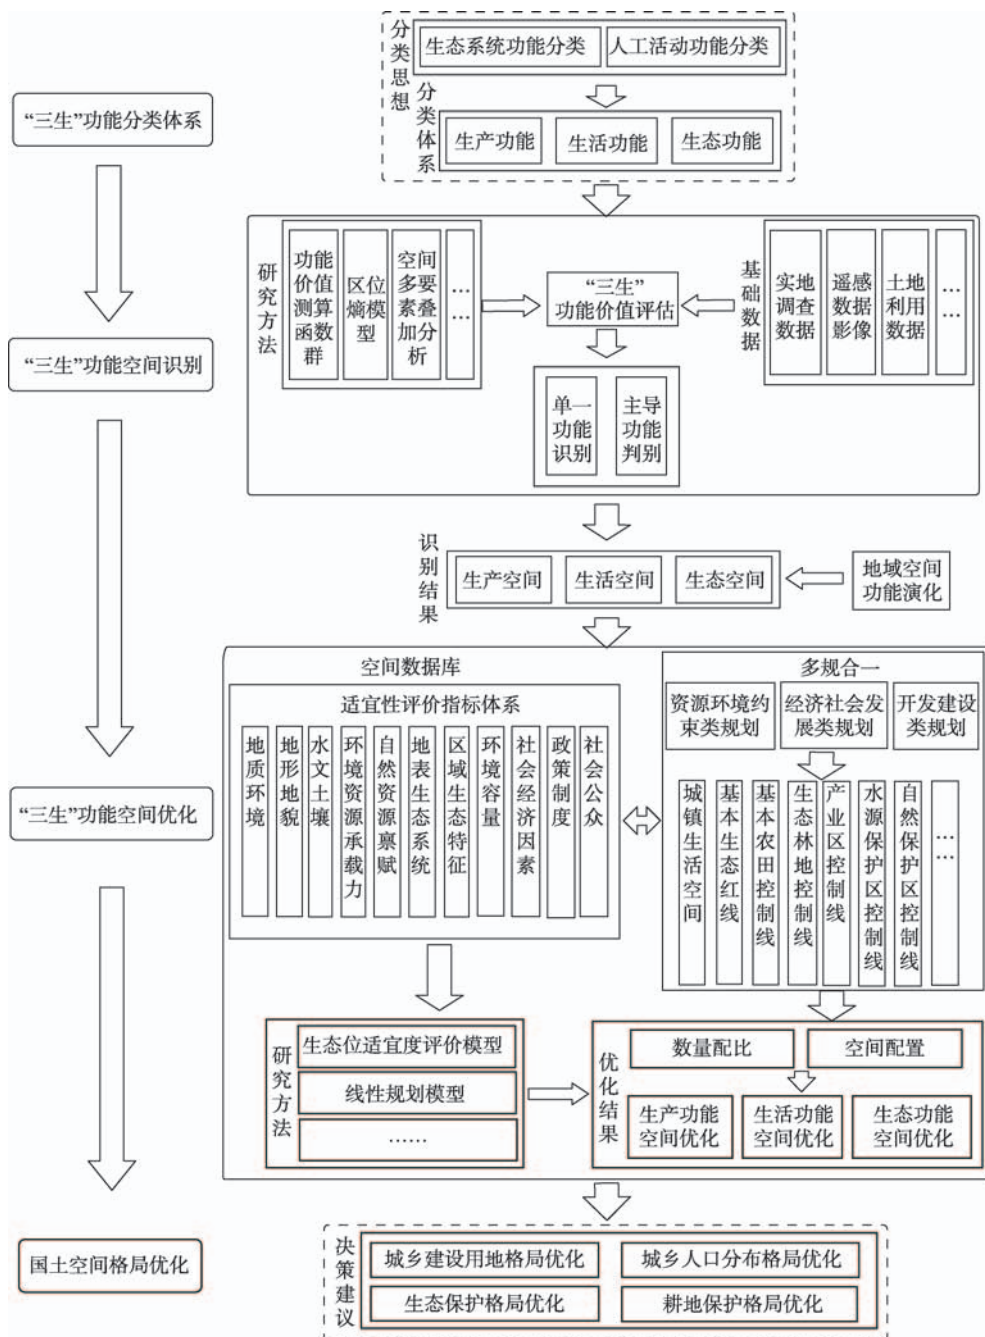 分类思想
生态系统功能分类
人工活动功能分类
“三生”功能分类体系
分类体系
生产功能
生活功能
生态功能
研究方法
功能
价值
测算
函数
群
区位
熵模
型
空间
多要
素叠
加分
析
……
“三生”
功能价值评估
基础数据
实地
调查
数据
遥感
数据
影像
土地
利用
数据
……
“三生”功能空间识别
单一
功能
识别
主导
功能
判别
识别结果
生产空间
生活空间
生态空间
地域空间
功能演化
空间数据库
适宜性评价指标体系
地质环境
地形地貌
水文土壤
环境资源承载力
自然资源禀赋
地表生态系统
区域生态特征
环境容量
社会经济因素
政策制度
社会公众
多规合一
资源环境约
束类规划
经济社会发
展类规划
开发建设
类规划
城镇生活空间
基本生态红线
基本农田控制线
生态林地控制线
产业区控制线
水源保护区控制线
自然保护区控制线
……
“三生”功能空间优化
研究方法
生态位适宜度评价模型
线性规划模型
……
优化结果
数量配比
空间配置
生产功能
空间优化
生活功能
空间优化
生态功能
空间优化
国土空间格局优化
决策建议
城乡建设用地格局优化
城乡人口分布格局优化
生态保护格局优化
耕地保护格局优化